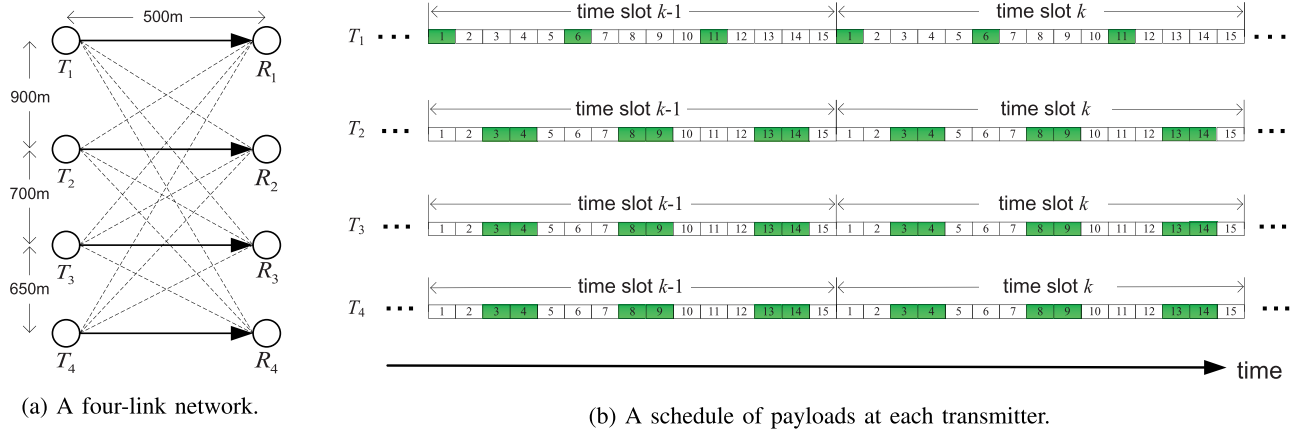 500m
T1 R1
900m
T2 R2
700m
T3 R3
650m
T4 R4
(a) A four-link network.
time slot k-1 time slot k
T1 ... 1 2 3 4 5 6 7 8 9 10 11 12 13 14 15 1 2 3 4 5 6 7 8 9 10 11 12 13 14 15 ...
time slot k-1 time slot k
T2 ... 1 2 3 4 5 6 7 8 9 10 11 12 13 14 15 1 2 3 4 5 6 7 8 9 10 11 12 13 14 15 ...
time slot k-1 time slot k
T3 ... 1 2 3 4 5 6 7 8 9 10 11 12 13 14 15 1 2 3 4 5 6 7 8 9 10 11 12 13 14 15 ...
time slot k-1 time slot k
T4 ... 1 2 3 4 5 6 7 8 9 10 11 12 13 14 15 1 2 3 4 5 6 7 8 9 10 11 12 13 14 15 ...
time
(b) A schedule of payloads at each transmitter.